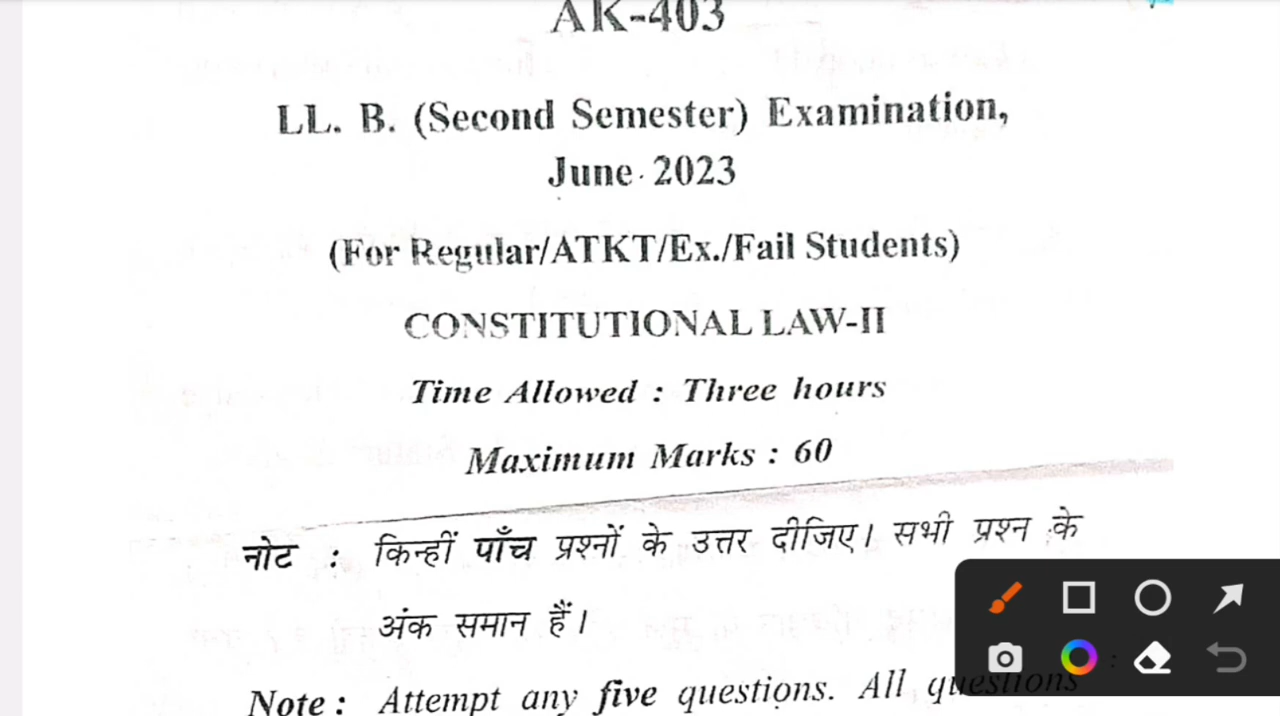 AK-403
LL. B. (Second Semester) Examination,
June 2023
(For Regular/ATKT/Ex./Fail Students)
CONSTITUTIONAL LAW-II
Time Allowed : Three hours
Maximum Marks : 60
नोट : किन्हीं पाँच प्रश्नों के उत्तर दीजिए। सभी प्रश्न के
अंक समान हैं।
Note : Attempt any five questions. All questions